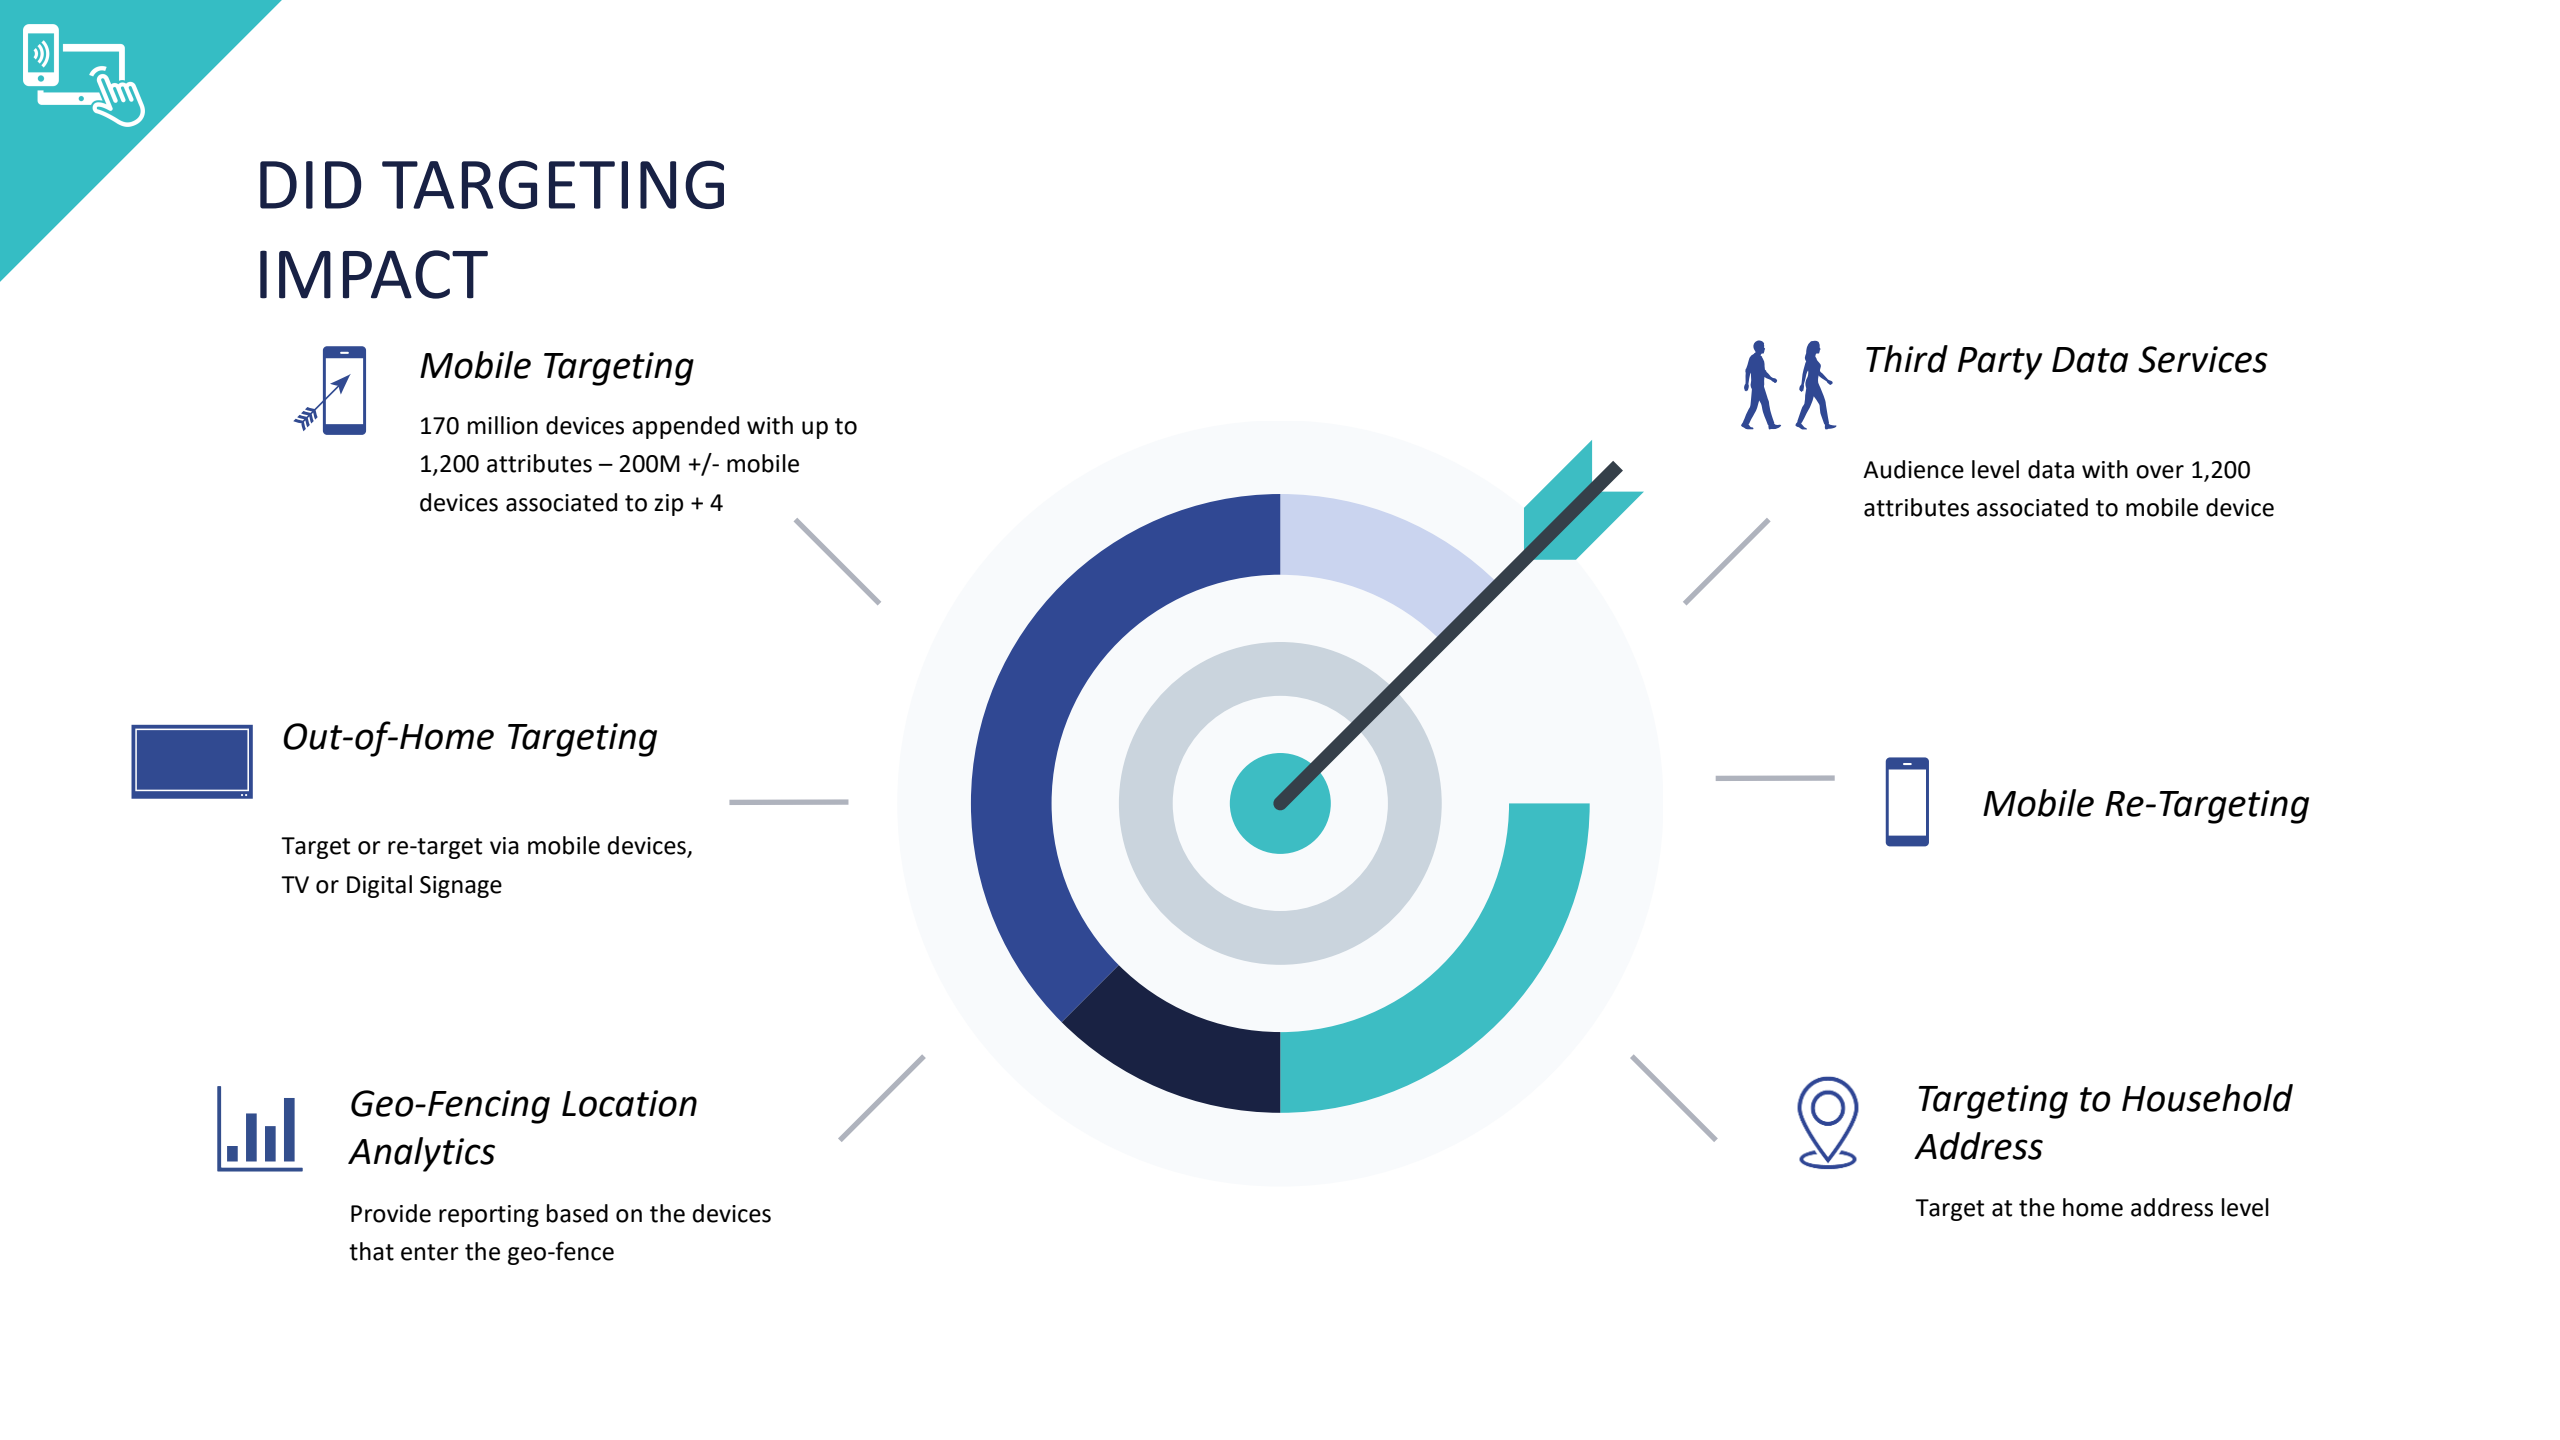 DID TARGETING
IMPACT
Mobile Targeting
170 million devices appended with up to
1,200 attributes – 200M +/- mobile
devices associated to zip + 4
Out-of-Home Targeting
Target or re-target via mobile devices,
TV or Digital Signage
Geo-Fencing Location
Analytics
Provide reporting based on the devices
that enter the geo-fence
Third Party Data Services
Audience level data with over 1,200
attributes associated to mobile device
Mobile Re-Targeting
Targeting to Household
Address
Target at the home address level